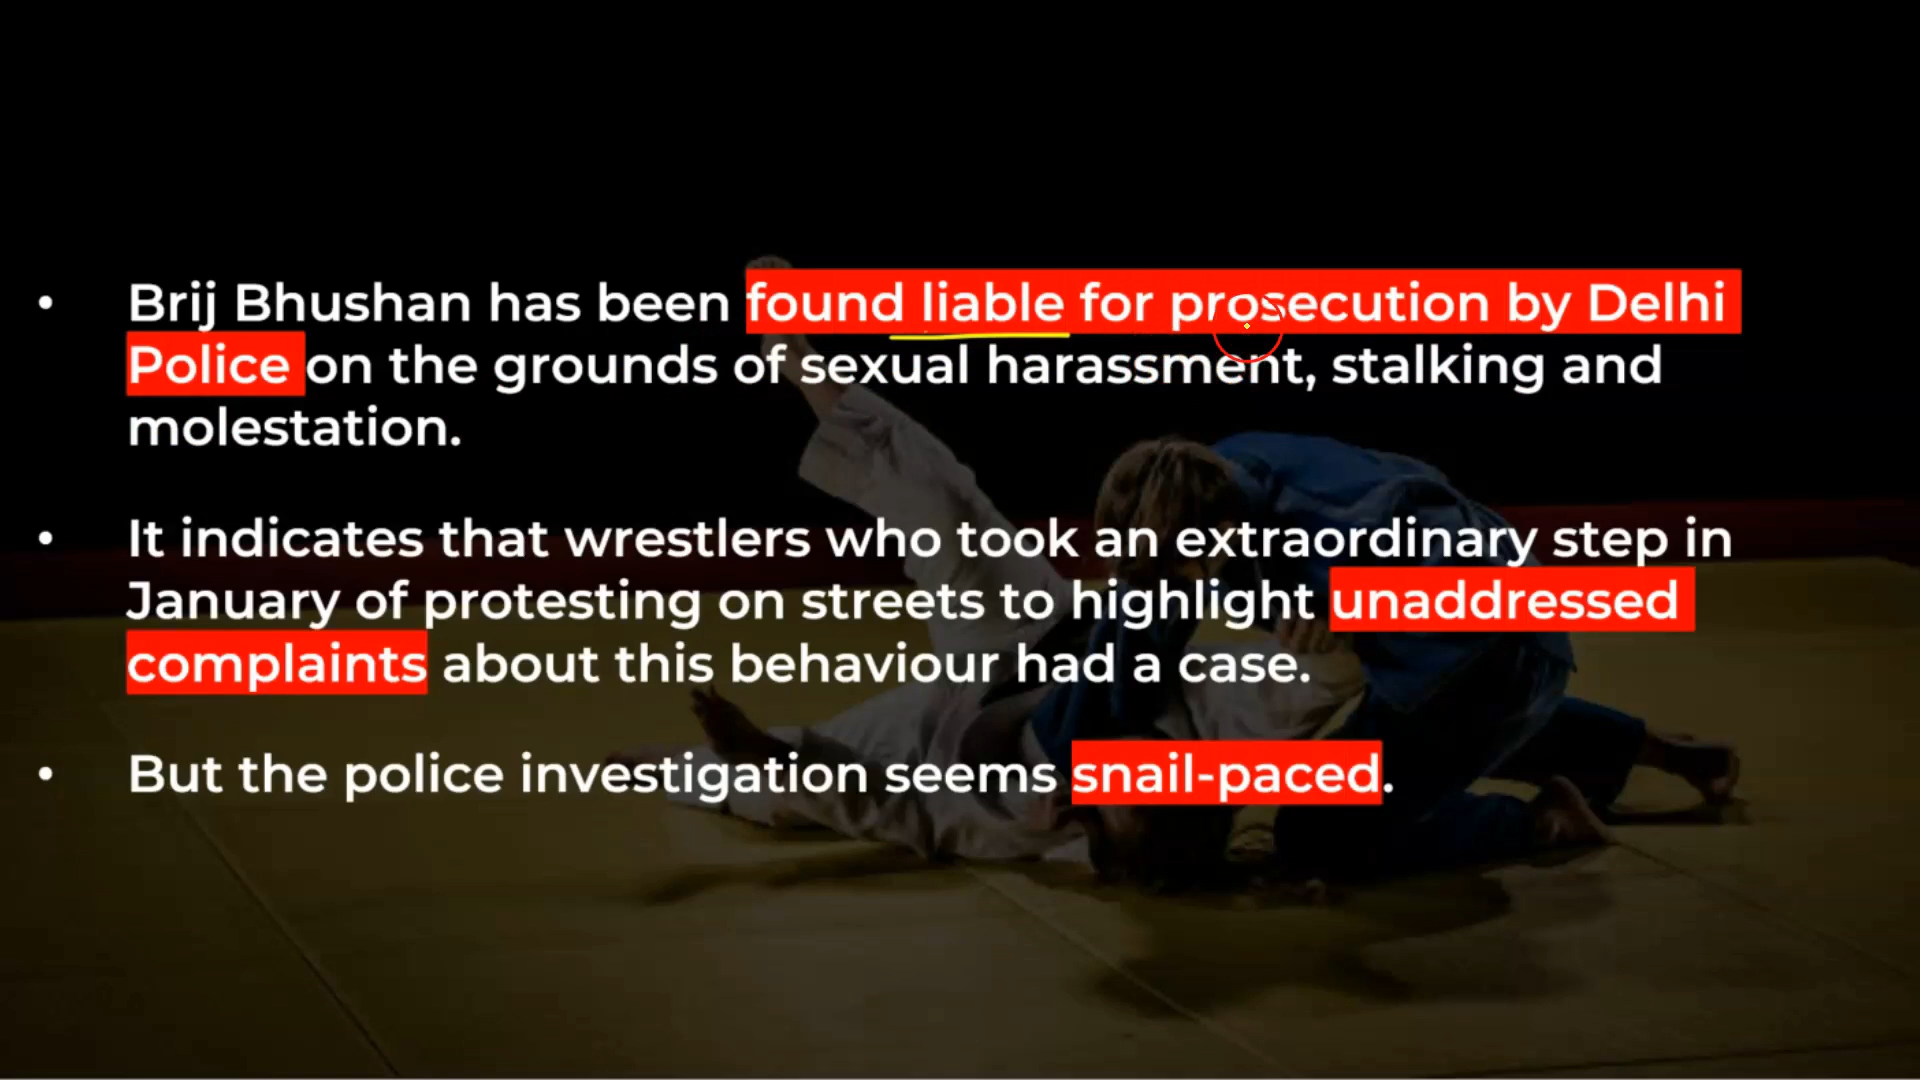 • Brij Bhushan has been found liable for prosecution by Delhi
Police on the grounds of sexual harassment, stalking and
molestation.
• It indicates that wrestlers who took an extraordinary step in
January of protesting on streets to highlight unaddressed
complaints about this behaviour had a case.
• But the police investigation seems snail-paced.